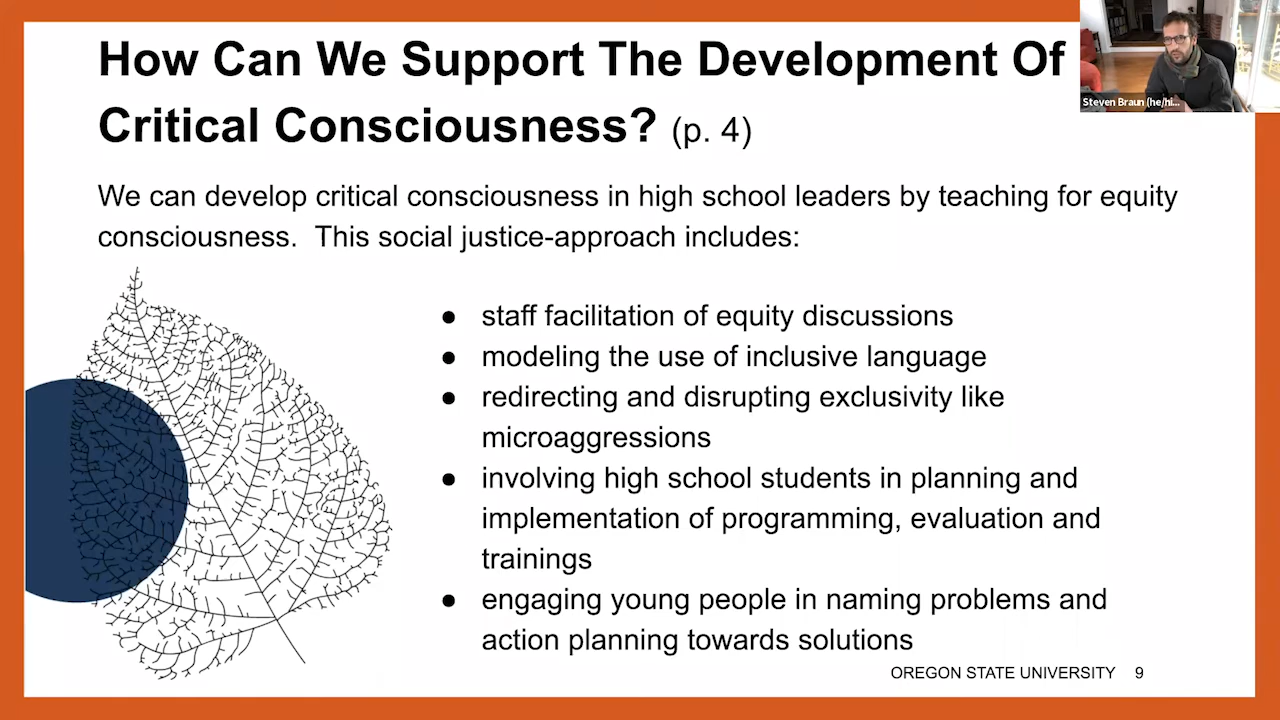 How Can We Support The Development Of
Critical Consciousness? (p. 4)
Steven Braun (he/hi...
We can develop critical consciousness in high school leaders by teaching for equity
consciousness. This social justice-approach includes:
● staff facilitation of equity discussions
● modeling the use of inclusive language
● redirecting and disrupting exclusivity like
microaggressions
● involving high school students in planning and
implementation of programming, evaluation and
trainings
● engaging young people in naming problems and
action planning towards solutions
OREGON STATE UNIVERSITY 9